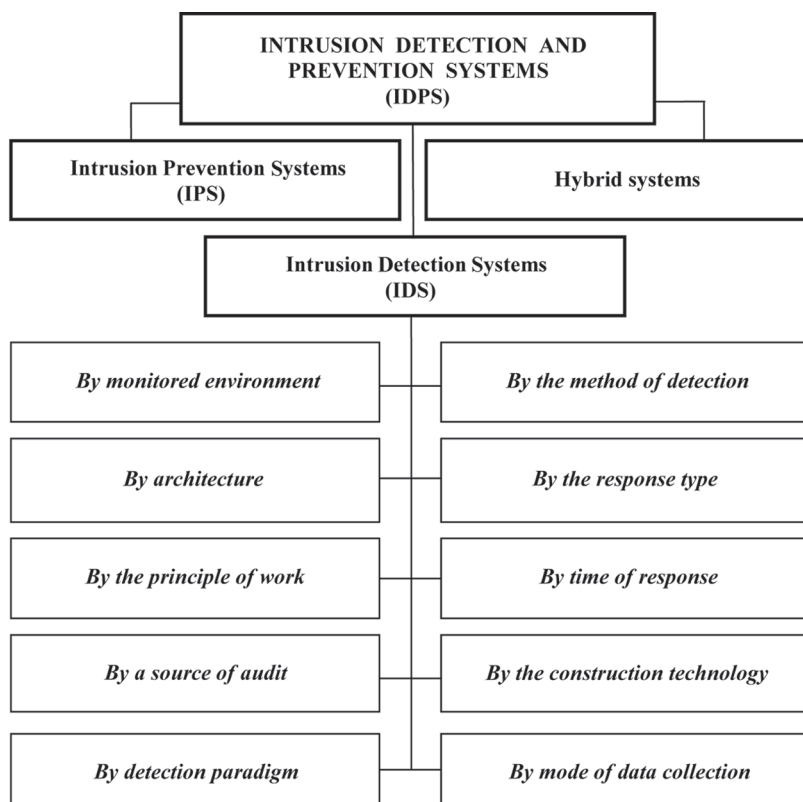 INTRUSION DETECTION AND
PREVENTION SYSTEMS
(IDPS)
Intrusion Prevention Systems
(IPS)
Hybrid systems
Intrusion Detection Systems
(IDS)
By monitored environment
By the method of detection
By architecture
By the response type
By the principle of work
By time of response
By a source of audit
By the construction technology
By detection paradigm
By mode of data collection